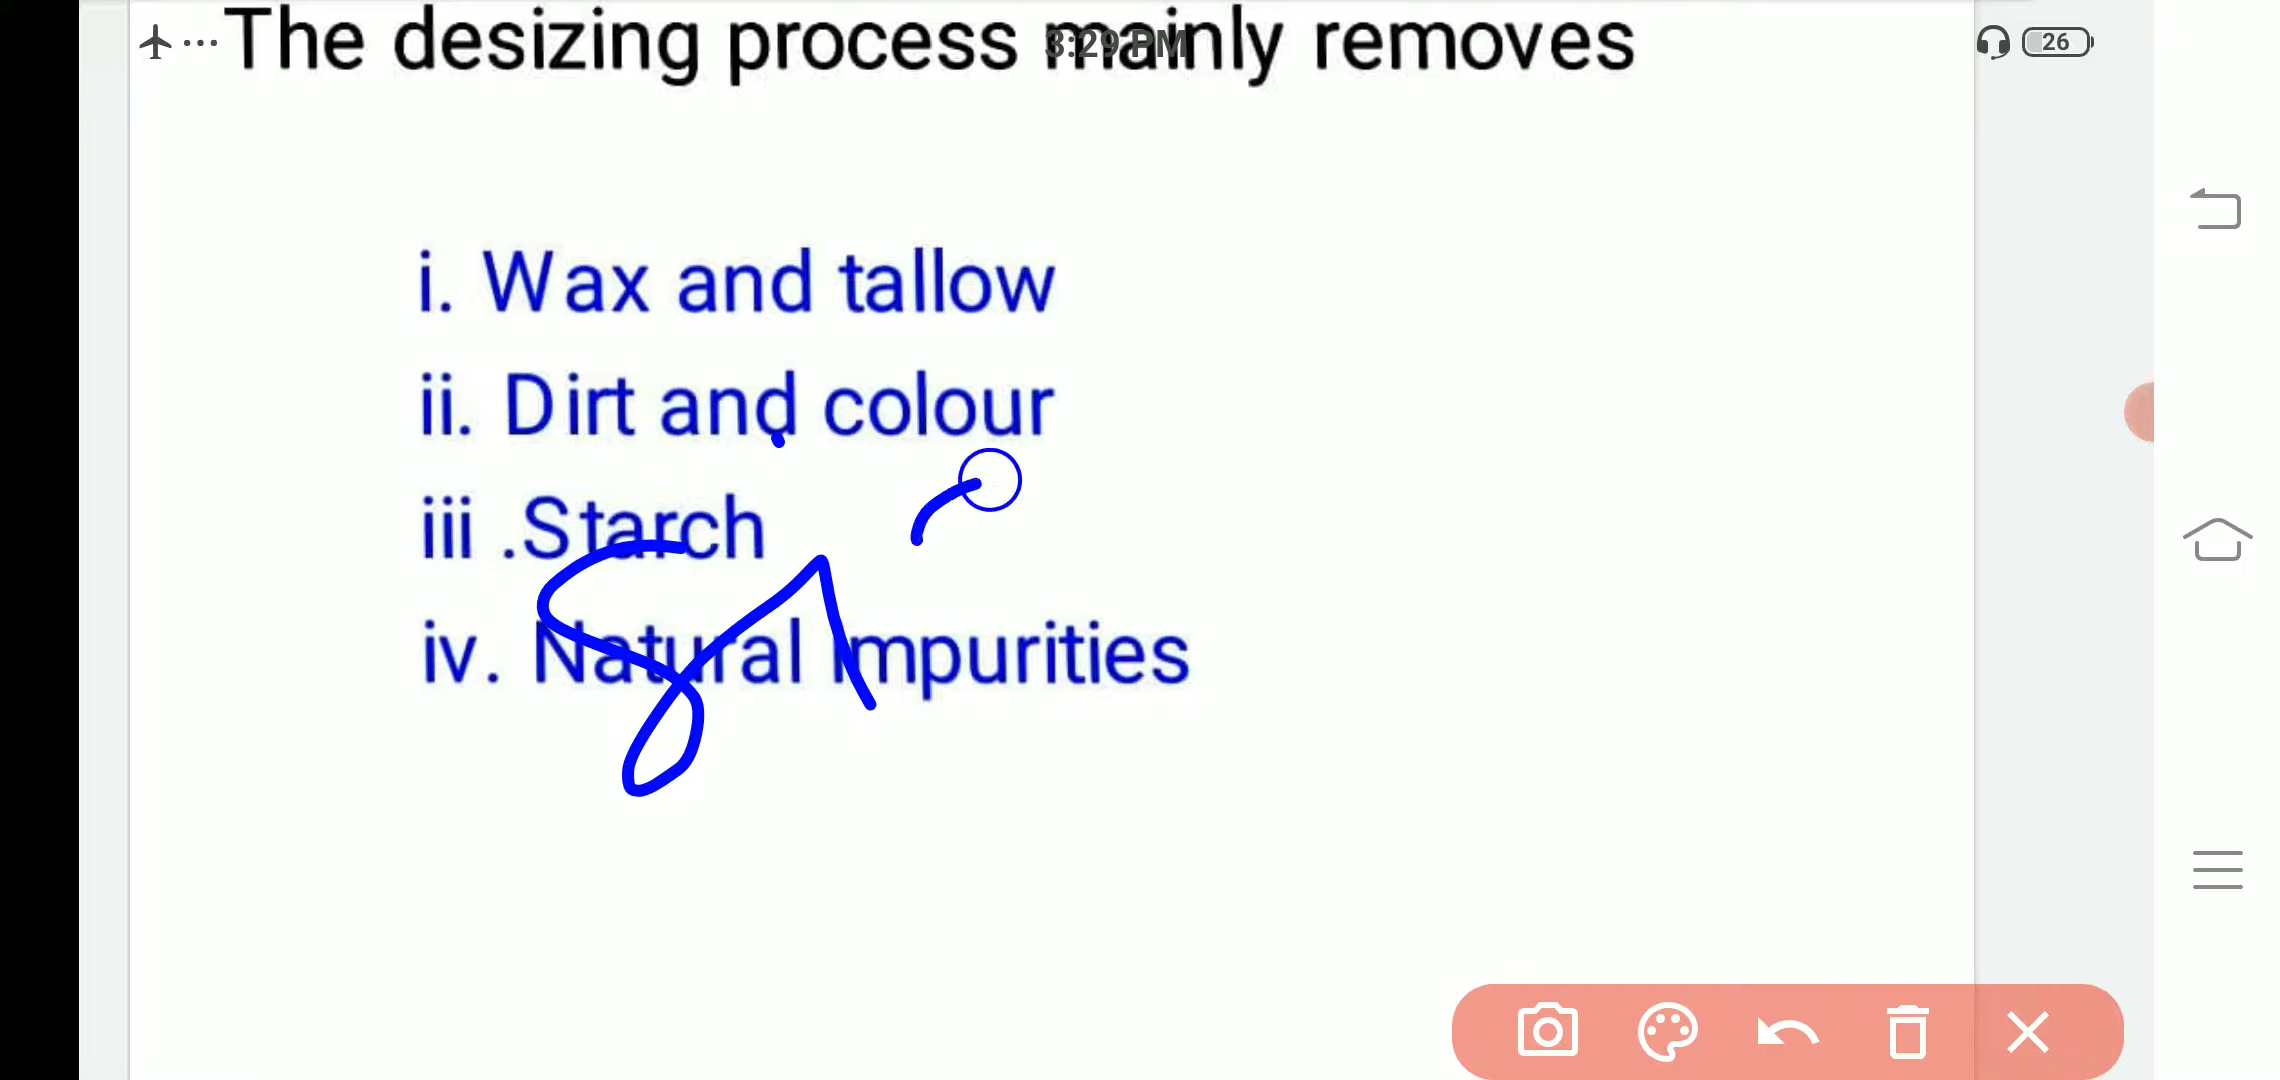 The desizing process mainly removes
3:29 PM
26
i. Wax and tallow
ii. Dirt and colour
iii .Starch
iv. Natural Impurities